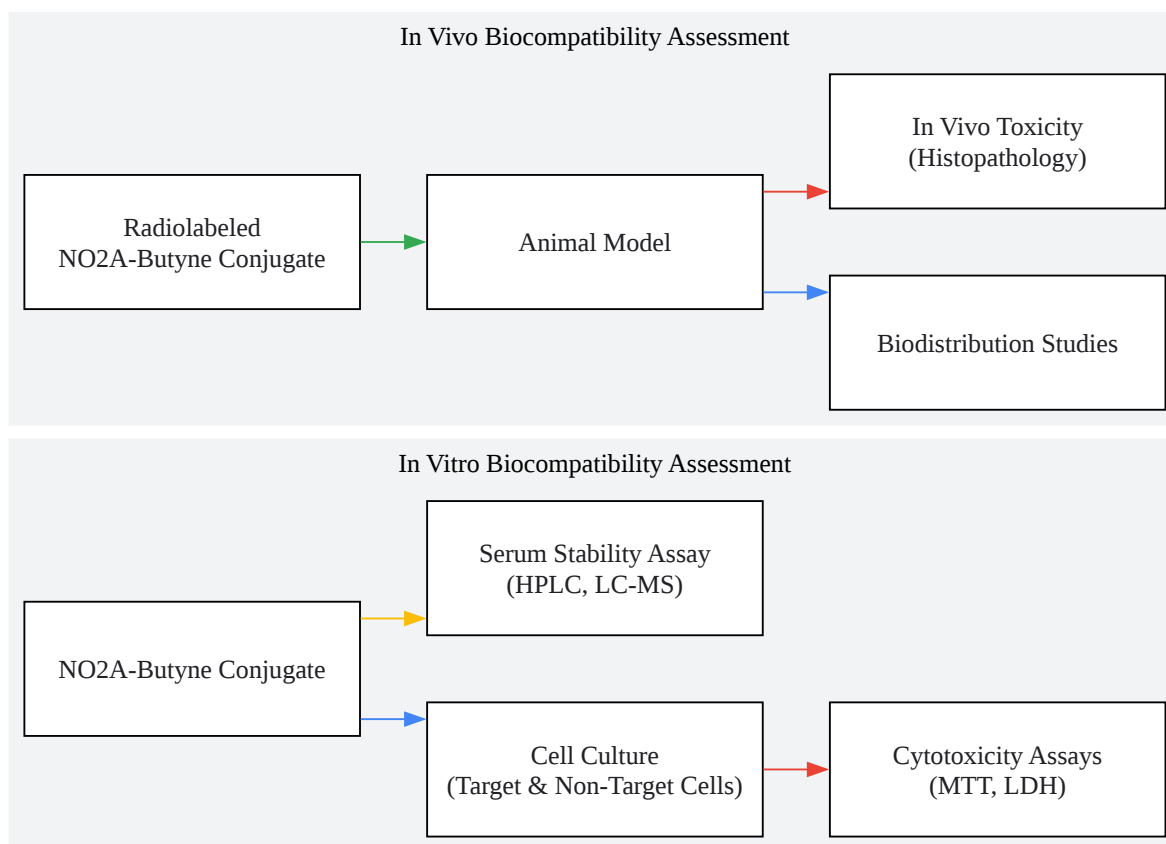 In Vivo Biocompatibility Assessment
In Vivo Toxicity
(Histopathology)
Radiolabeled
NO2A-Butyne Conjugate
Animal Model
Biodistribution Studies
In Vitro Biocompatibility Assessment
Serum Stability Assay
(HPLC, LC-MS)
NO2A-Butyne Conjugate
Cell Culture
(Target & Non-Target Cells)
Cytotoxicity Assays
(MTT, LDH)